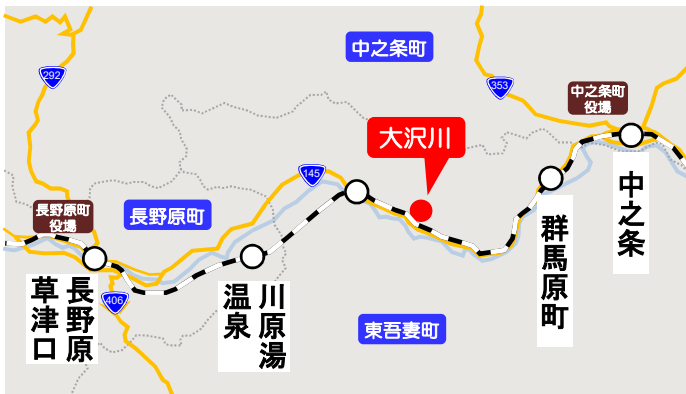 中之条町
292
353
中之条町
役場
大沢川
145
中之条
長野原町
役場
長野原町
群馬原町
406
長野原
草津口
川原湯
温泉
東吾妻町